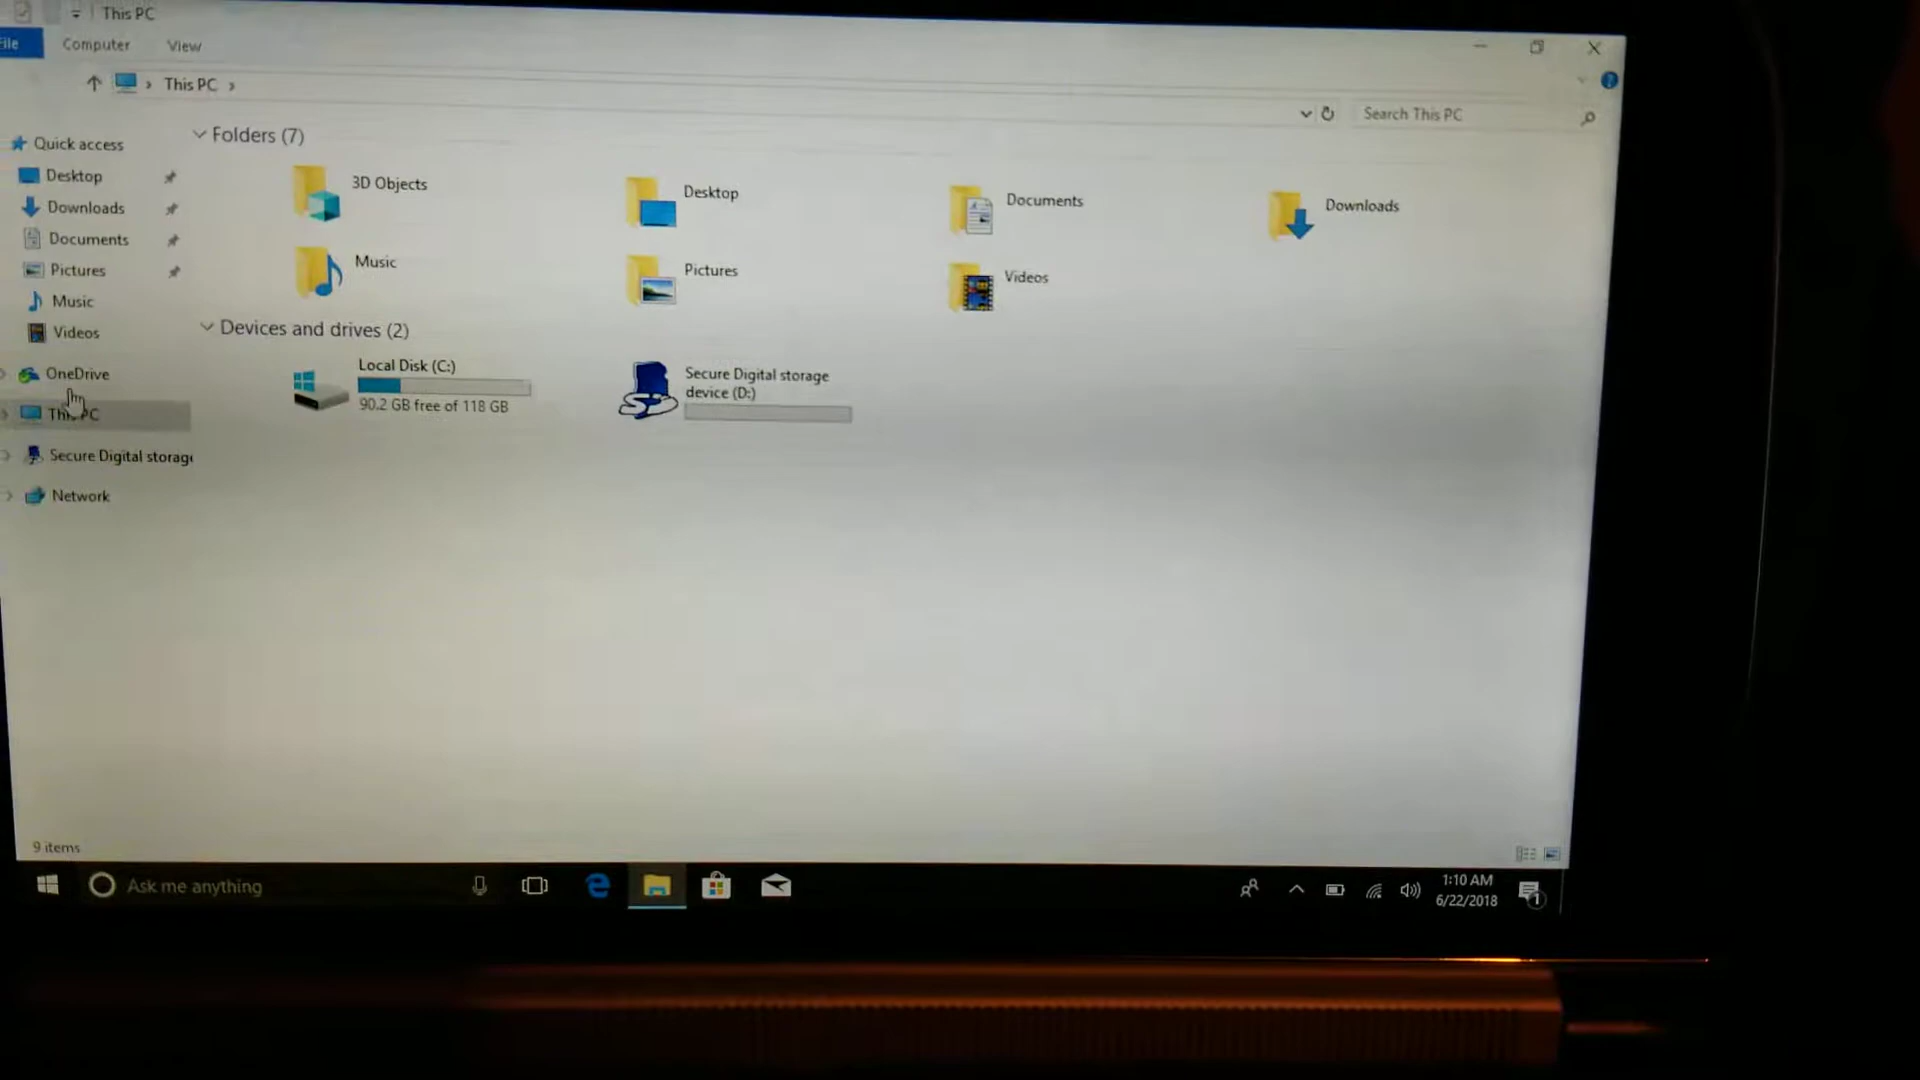 This PC
File
Computer
View
This PC
Search This PC
Quick access
Desktop
Downloads
Documents
Pictures
Music
Videos
OneDrive
This PC
Secure Digital storage
Network
Folders (7)
3D Objects
Desktop
Documents
Downloads
Music
Pictures
Videos
Devices and drives (2)
Local Disk (C:)
90.2 GB free of 118 GB
Secure Digital storage
device (D:)
SD
9 items
Ask me anything
1:10 AM
6/22/2018
1